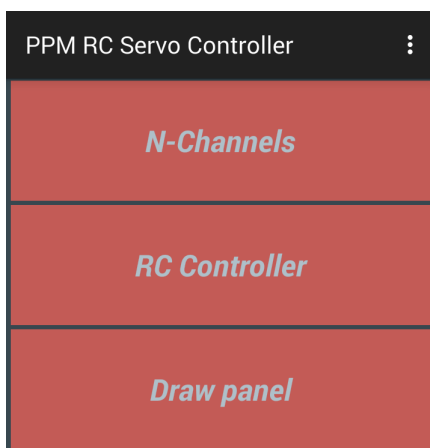 PPM RC Servo Controller
N-Channels
RC Controller
Draw panel